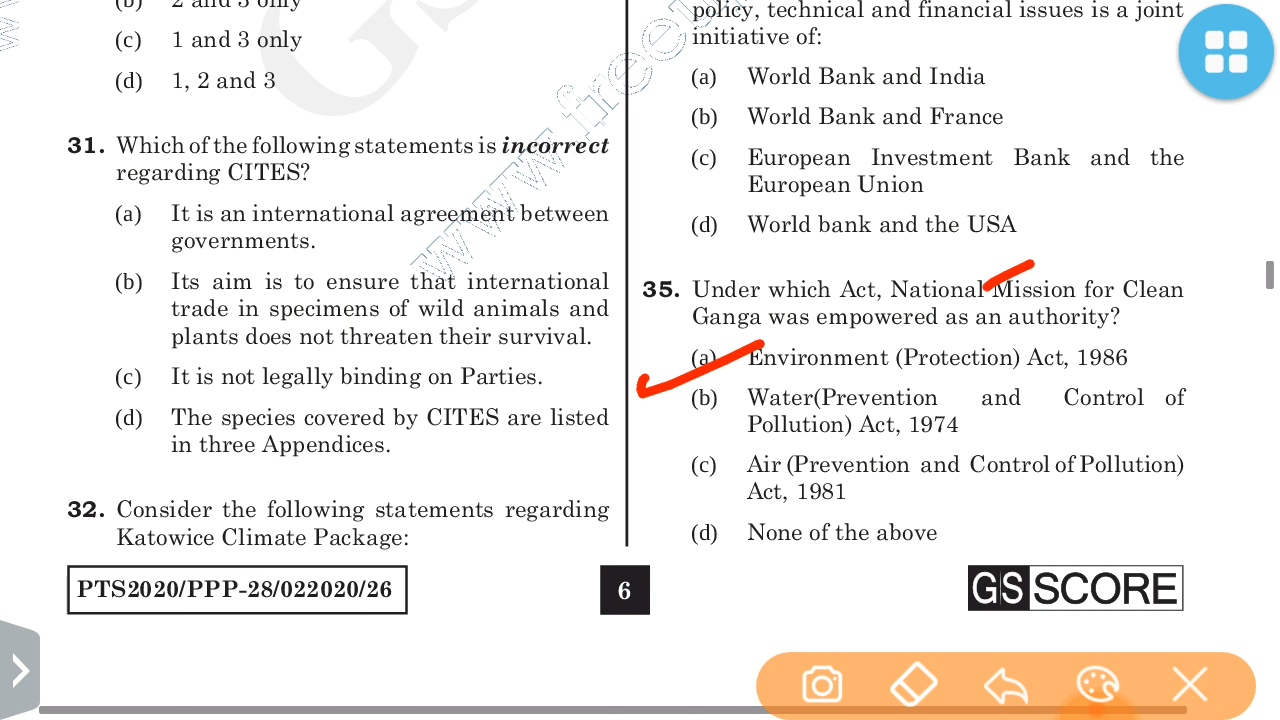 (b) 2 and 3 only
(c) 1 and 3 only
(d) 1, 2 and 3
31. Which of the following statements is incorrect
regarding CITES?
(a) It is an international agreement between
governments.
(b) Its aim is to ensure that international
trade in specimens of wild animals and
plants does not threaten their survival.
(c) It is not legally binding on Parties.
(d) The species covered by CITES are listed
in three Appendices.
32. Consider the following statements regarding
Katowice Climate Package:
policy, technical and financial issues is a joint
initiative of:
(a) World Bank and India
(b) World Bank and France
(c) European Investment Bank and the
European Union
(d) World bank and the USA
35. Under which Act, National Mission for Clean
Ganga was empowered as an authority?
(a) Environment (Protection) Act, 1986
(b) Water(Prevention and Control of
Pollution) Act, 1974
(c) Air (Prevention and Control of Pollution)
Act, 1981
(d) None of the above
PTS2020/PPP-28/022020/26
6
GS SCORE